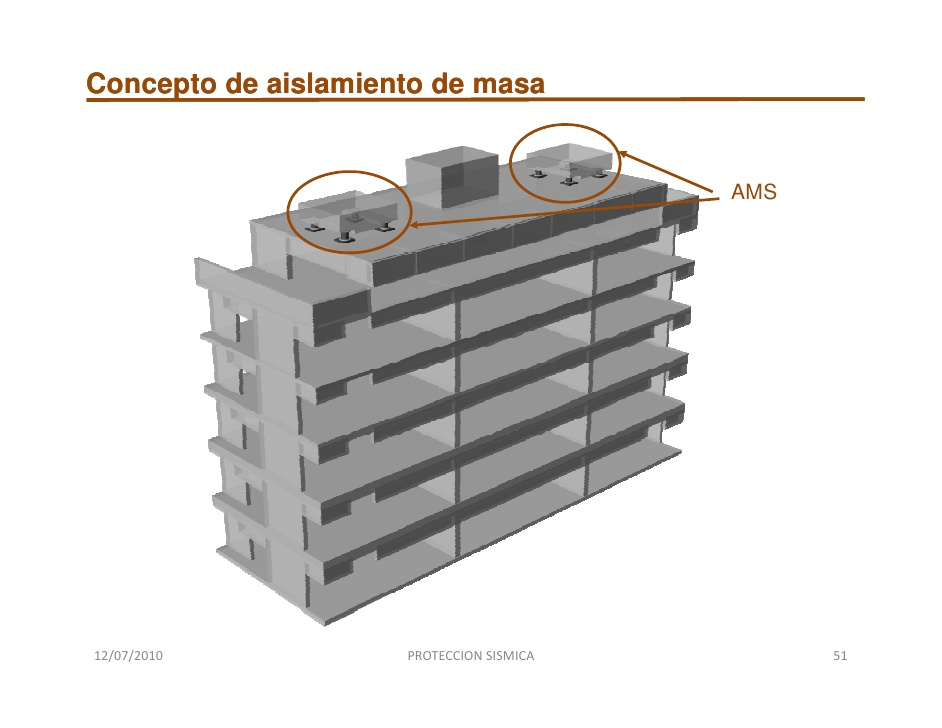 Concepto de aislamiento de masa
AMS
12/07/2010
PROTECCION SISMICA
51